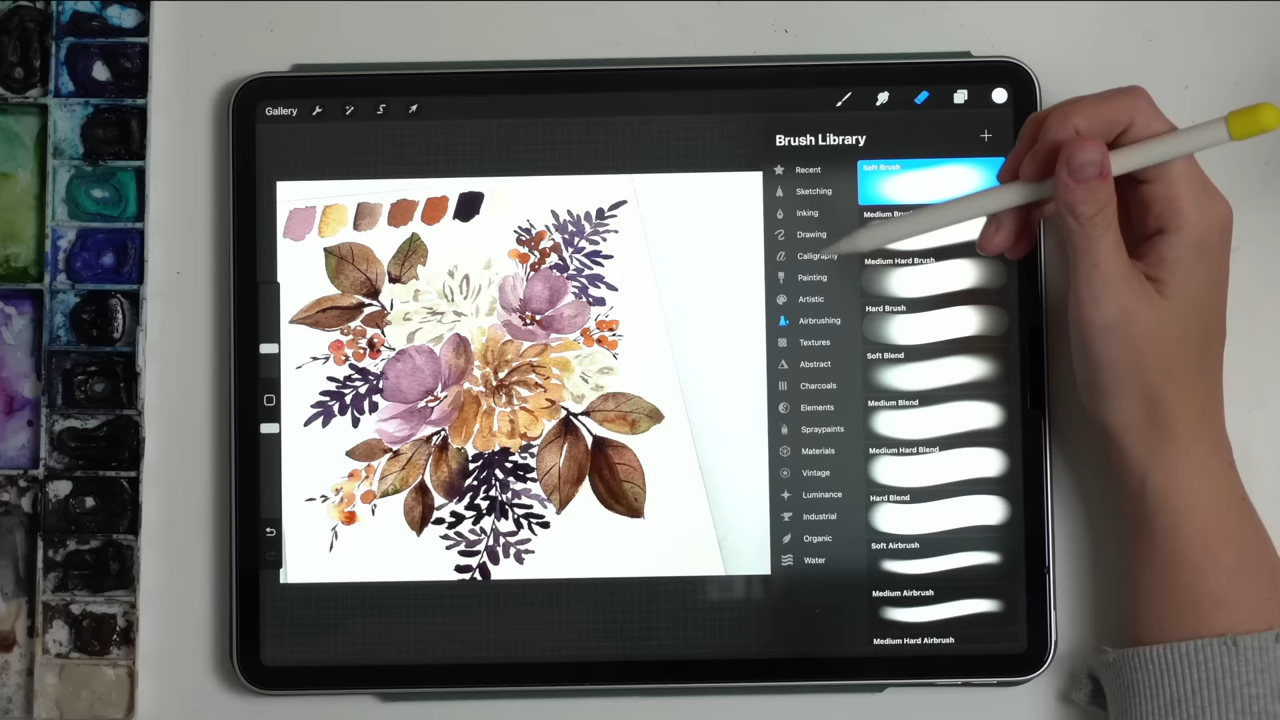 Gallery
Brush Library
Recent
Sketching
Inking
Drawing
Calligraphy
Painting
Artistic
Airbrushing
Textures
Abstract
Charcoals
Elements
Spraypaints
Materials
Vintage
Luminance
Industrial
Organic
Water
Soft Brush
Medium
Medium Hard Brush
Hard Brush
Soft Blend
Medium Blend
Medium Hard Blend
Hard Blend
Soft Airbrush
Medium Airbrush
Medium Hard Airbrush